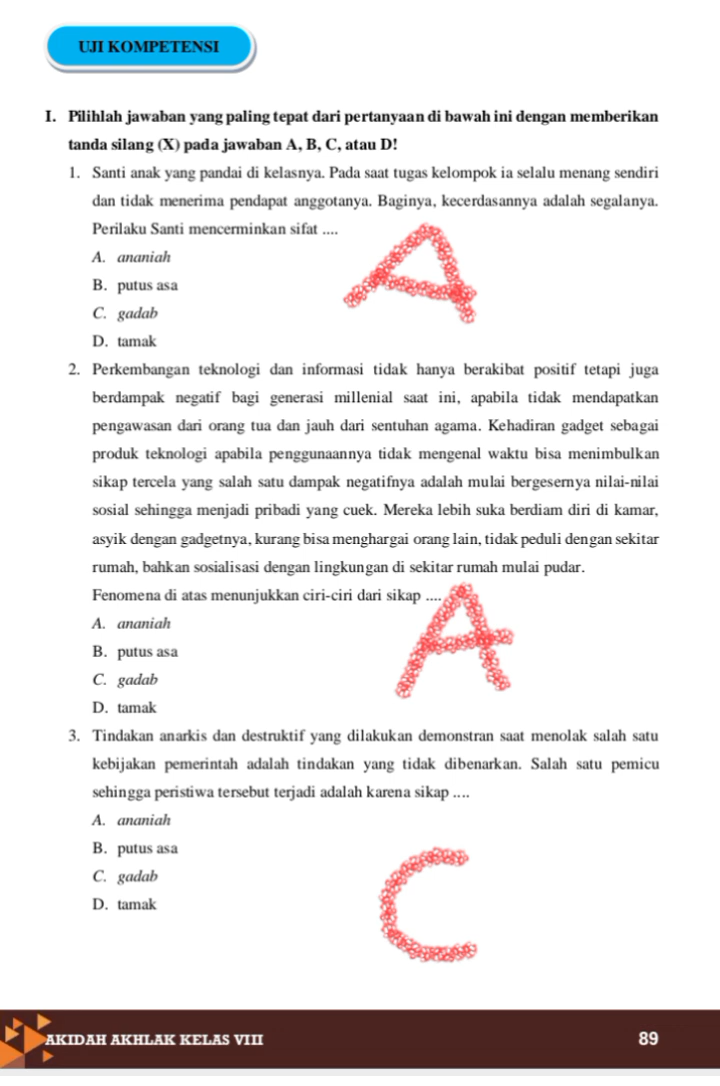 UJI KOMPETENSI
I. Pilihlah jawaban yang paling tepat dari pertanyaan di bawah ini dengan memberikan
tanda silang (X) pada jawaban A, B, C, atau D!
1. Santi anak yang pandai di kelasnya. Pada saat tugas kelompok ia selalu menang sendiri
dan tidak menerima pendapat anggotanya. Baginya, kecerdasannya adalah segalanya.
Perilaku Santi mencerminkan sifat ....
A. ananiah
B. putus asa
C. gadab
D. tamak
A
2. Perkembangan teknologi dan informasi tidak hanya berakibat positif tetapi juga
berdampak negatif bagi generasi millenial saat ini, apabila tidak mendapatkan
pengawasan dari orang tua dan jauh dari sentuhan agama. Kehadiran gadget sebagai
produk teknologi apabila penggunaannya tidak mengenal waktu bisa menimbulkan
sikap tercela yang salah satu dampak negatifnya adalah mulai bergesernya nilai-nilai
sosial sehingga menjadi pribadi yang cuek. Mereka lebih suka berdiam diri di kamar,
asyik dengan gadgetnya, kurang bisa menghargai orang lain, tidak peduli dengan sekitar
rumah, bahkan sosialisasi dengan lingkungan di sekitar rumah mulai pudar.
Fenomena di atas menunjukkan ciri-ciri dari sikap ....
A. ananiah
B. putus asa
C. gadab
D. tamak
A
3. Tindakan anarkis dan destruktif yang dilakukan demonstran saat menolak salah satu
kebijakan pemerintah adalah tindakan yang tidak dibenarkan. Salah satu pemicu
sehingga peristiwa tersebut terjadi adalah karena sikap ....
A. ananiah
B. putus asa
C. gadab
D. tamak
C
AKIDAH AKHLAK KELAS VIII
89